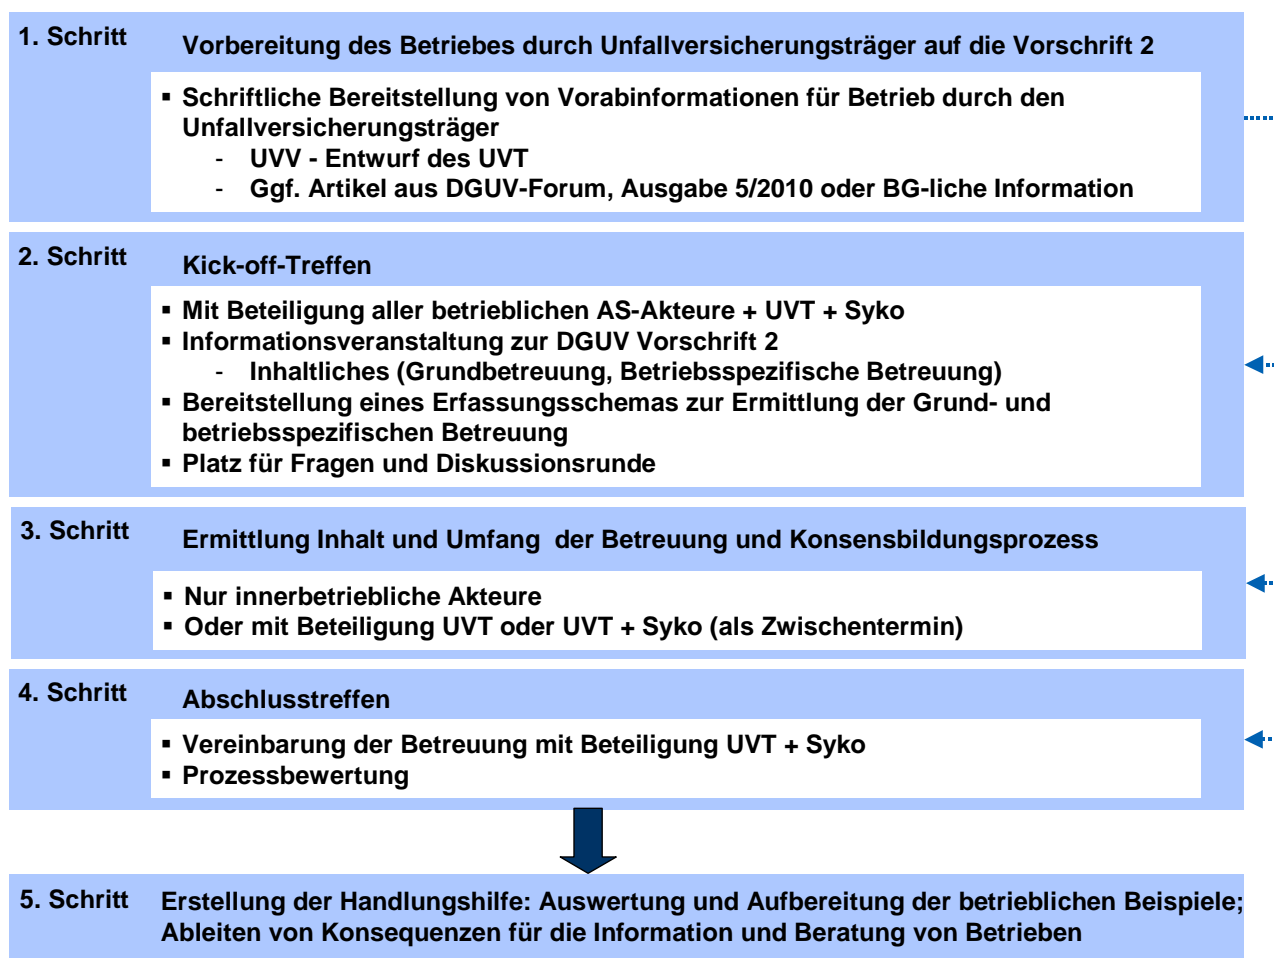 1. Schritt
Vorbereitung des Betriebes durch Unfallversicherungsträger auf die Vorschrift 2
▪ Schriftliche Bereitstellung von Vorabinformationen für Betrieb durch den
Unfallversicherungsträger
- UVV - Entwurf des UVT
- Ggf. Artikel aus DGUV-Forum, Ausgabe 5/2010 oder BG-liche Information
2. Schritt
Kick-off-Treffen
▪ Mit Beteiligung aller betrieblichen AS-Akteure + UVT + Syko
▪ Informationsveranstaltung zur DGUV Vorschrift 2
- Inhaltliches (Grundbetreuung, Betriebsspezifische Betreuung)
▪ Bereitstellung eines Erfassungsschemas zur Ermittlung der Grund- und
betriebsspezifischen Betreuung
▪ Platz für Fragen und Diskussionsrunde
3. Schritt
Ermittlung Inhalt und Umfang der Betreuung und Konsensbildungsprozess
▪ Nur innerbetriebliche Akteure
▪ Oder mit Beteiligung UVT oder UVT + Syko (als Zwischentermin)
4. Schritt
Abschlusstreffen
▪ Vereinbarung der Betreuung mit Beteiligung UVT + Syko
▪ Prozessbewertung
5. Schritt
Erstellung der Handlungshilfe: Auswertung und Aufbereitung der betrieblichen Beispiele;
Ableiten von Konsequenzen für die Information und Beratung von Betrieben